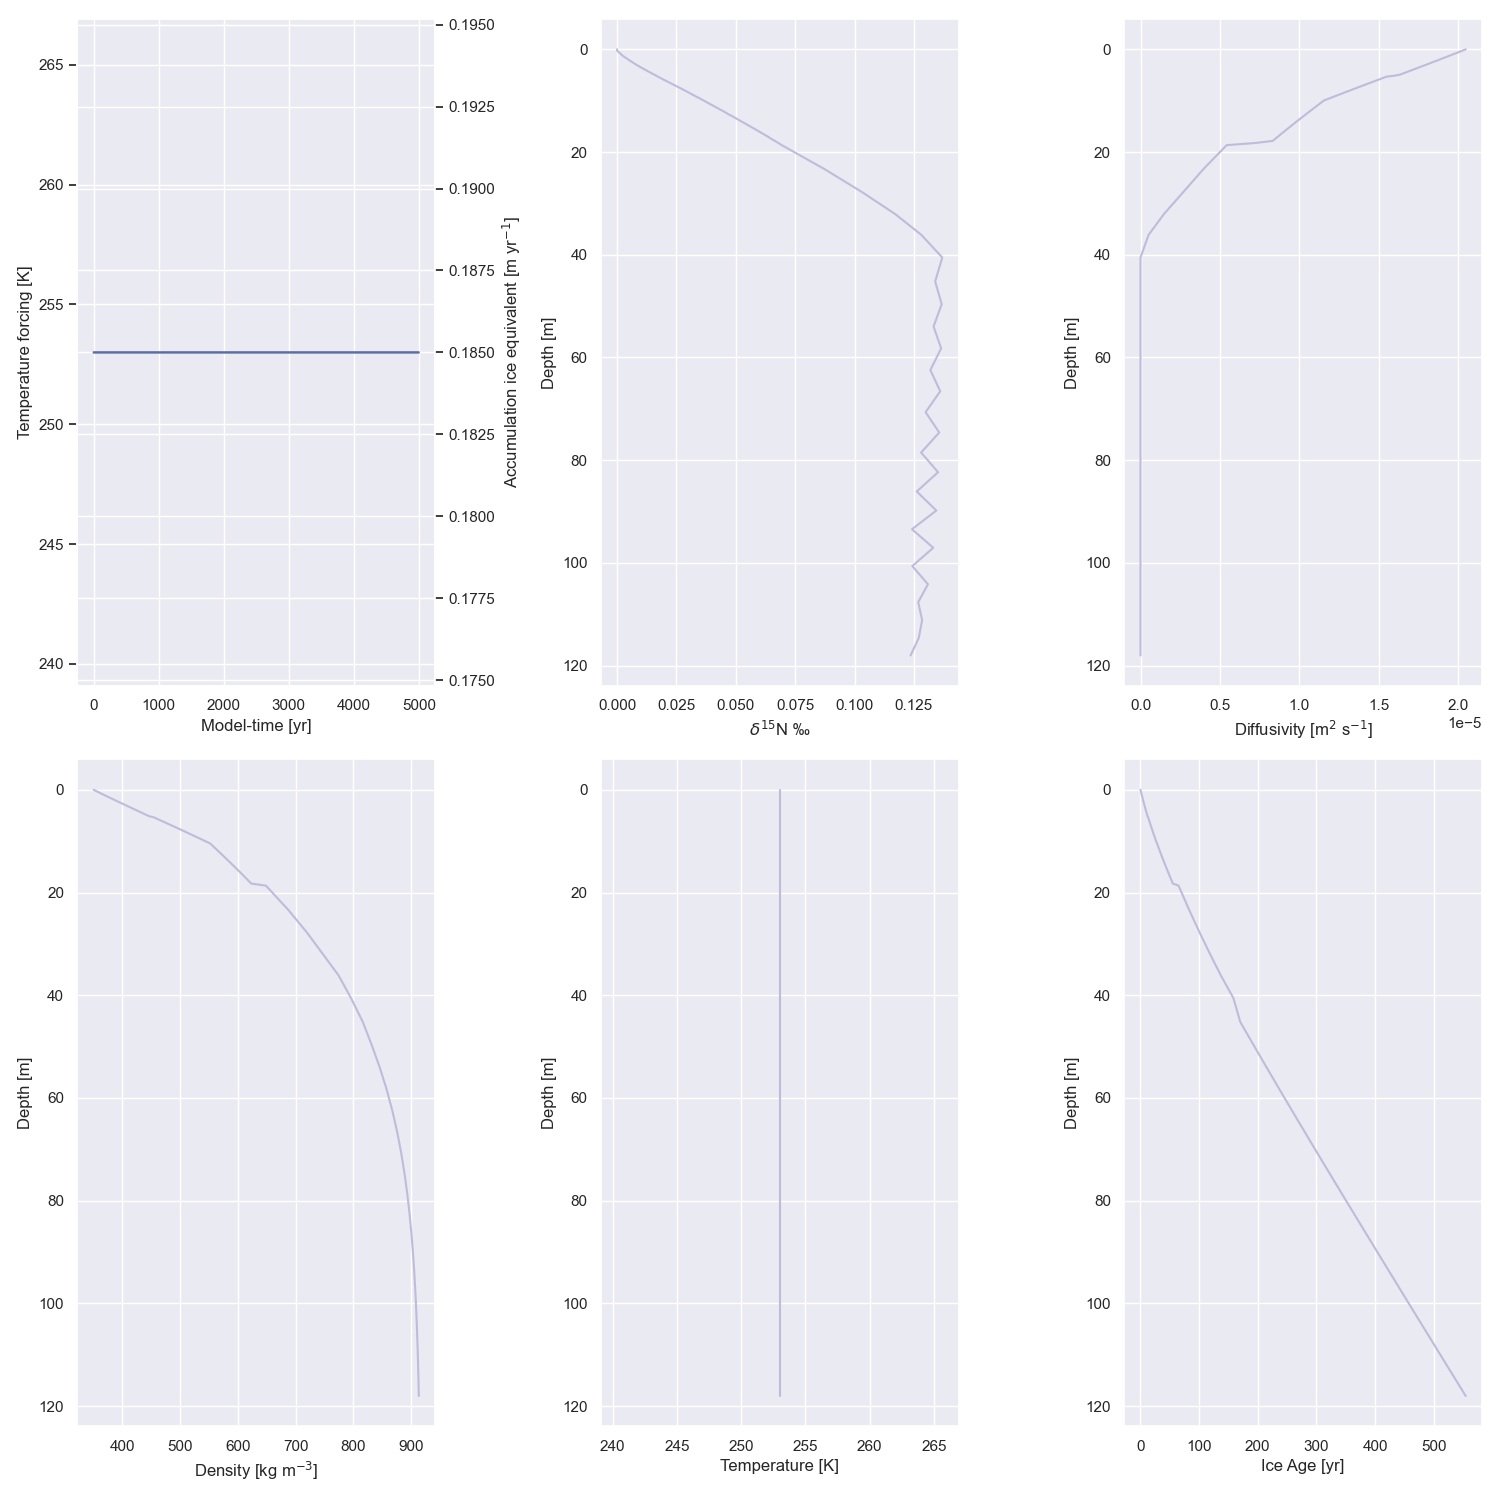 265
260
255
250
245
240
Temperature forcing [K]
0 1000 2000 3000 4000 5000
Model-time [yr]
0.1950
0.1925
0.1900
0.1875
0.1850
0.1825
0.1800
0.1775
0.1750
Accumulation ice equivalent [m yr⁻¹]
0
20
40
60
80
100
120
Depth [m]
0.000 0.025 0.050 0.075 0.100 0.125
δ¹⁵N ‰
0
20
40
60
80
100
120
Depth [m]
0.0 0.5 1.0 1.5 2.0
1e−5
Diffusivity [m² s⁻¹]
0
20
40
60
80
100
120
Depth [m]
400 500 600 700 800 900
Density [kg m⁻³]
0
20
40
60
80
100
120
Depth [m]
240 245 250 255 260 265
Temperature [K]
0
20
40
60
80
100
120
Depth [m]
0 100 200 300 400 500
Ice Age [yr]